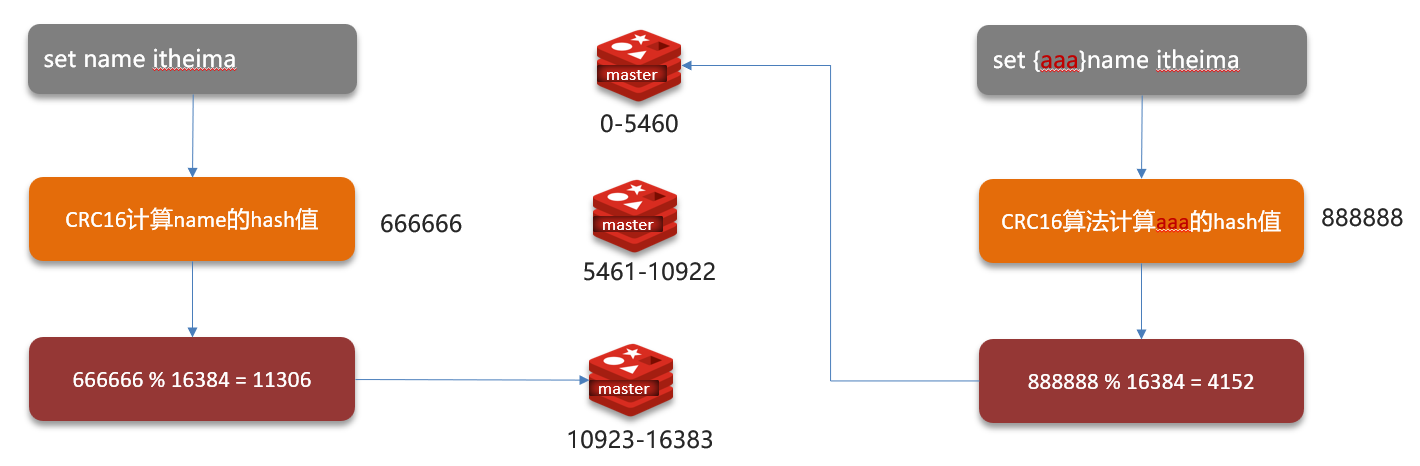 set name itheima
CRC16计算name的hash值
666666
666666 % 16384 = 11306
master
0-5460
master
5461-10922
master
10923-16383
set {aaa}name itheima
CRC16算法计算aaa的hash值
888888
888888 % 16384 = 4152